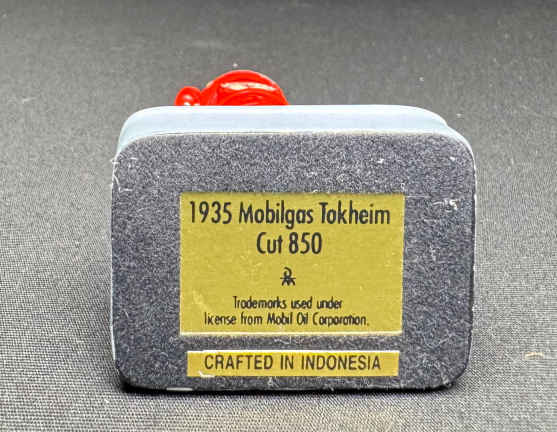 1935 Mobilgas Tokheim
Cut 850
Trademarks used under
license from Mobil Oil Corporation.
CRAFTED IN INDONESIA